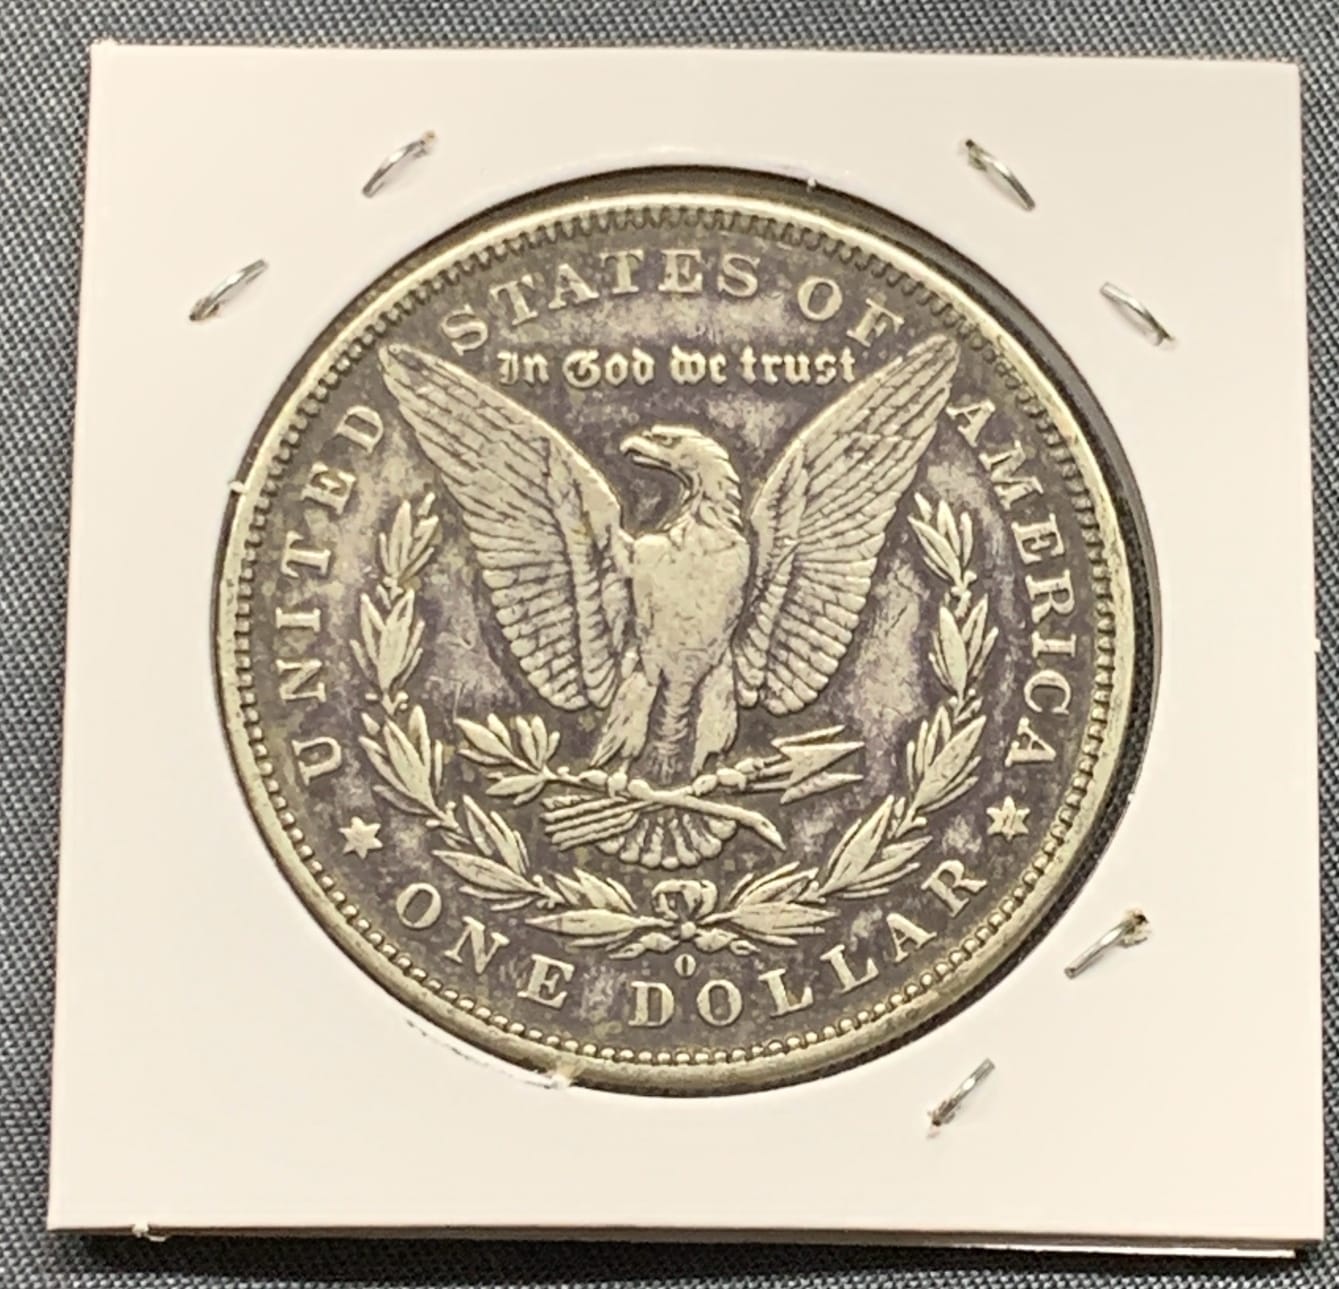 UNITED STATES OF AMERICA
In God we trust
O
ONE DOLLAR